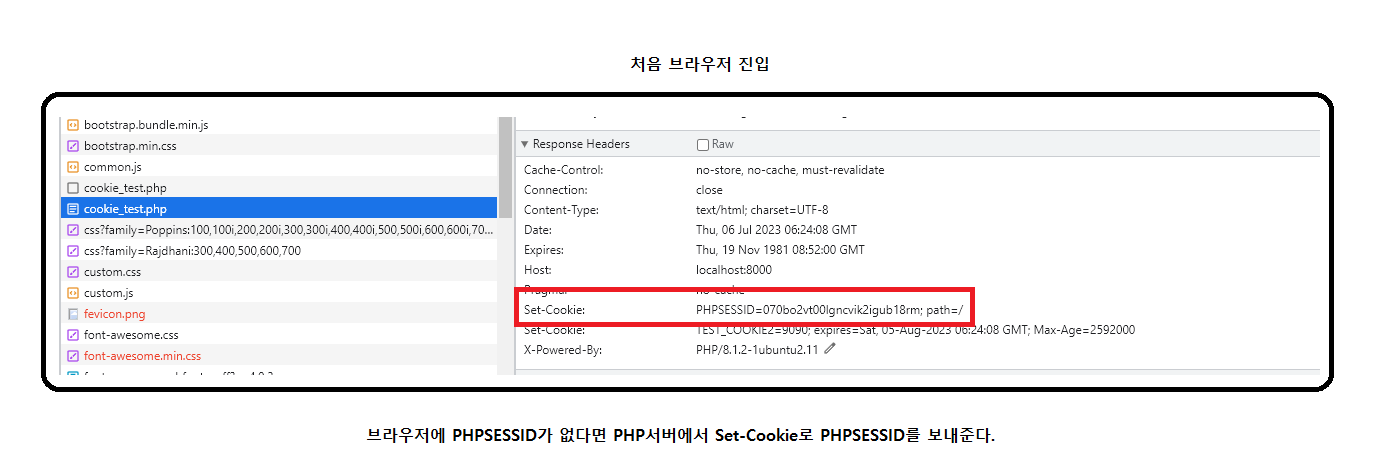 처음 브라우저 진입
bootstrap.bundle.min.js
bootstrap.min.css
common.js
cookie_test.php
cookie_test.php
css?family=Poppins:100,100i,200,200i,300,300i,400,400i,500,500i,600,600i,70...
css?family=Rajdhani:300,400,500,600,700
custom.css
custom.js
fevicon.png
font-awesome.css
font-awesome.min.css
Response Headers Raw
Cache-Control: no-store, no-cache, must-revalidate
Connection: close
Content-Type: text/html; charset=UTF-8
Date: Thu, 06 Jul 2023 06:24:08 GMT
Expires: Thu, 19 Nov 1981 08:52:00 GMT
Host: localhost:8000
Pragma: no-cache
Set-Cookie: PHPSESSID=070bo2vt00lgncvik2igub18rm; path=/
Set-Cookie: TEST_COOKIE2=9090; expires=Sat, 05-Aug-2023 06:24:08 GMT; Max-Age=2592000
X-Powered-By: PHP/8.1.2-1ubuntu2.11
브라우저에 PHPSESSID가 없다면 PHP서버에서 Set-Cookie로 PHPSESSID를 보내준다.